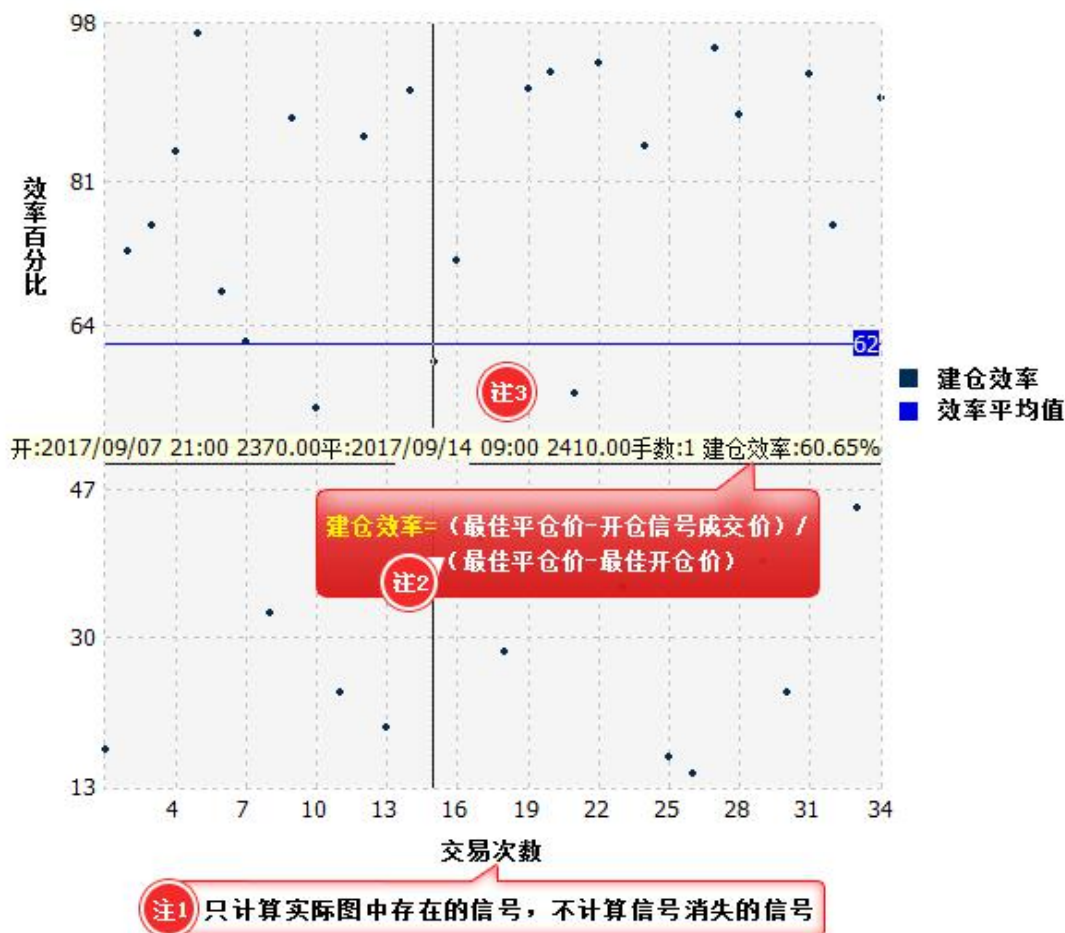 98
81
64
47
30
13
效率百分比
62
建仓效率
效率平均值
注3
开:2017/09/07 21:00 2370.00平:2017/09/14 09:00 2410.00手数:1 建仓效率:60.65%
建仓效率=(最佳平仓价-开仓信号成交价)/
(最佳平仓价-最佳开仓价)
注2
4 7 10 13 16 19 22 25 28 31 34
交易次数
注1 只计算实际图中存在的信号，不计算信号消失的信号